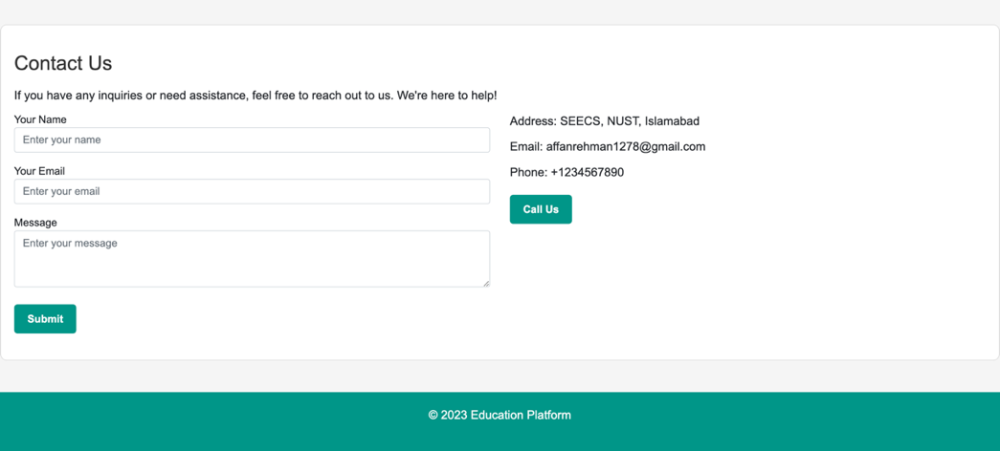 Contact Us
If you have any inquiries or need assistance, feel free to reach out to us. We're here to help!
Your Name
Enter your name
Your Email
Enter your email
Message
Enter your message
Submit
Address: SEECS, NUST, Islamabad
Email: affanrehman1278@gmail.com
Phone: +1234567890
Call Us
© 2023 Education Platform